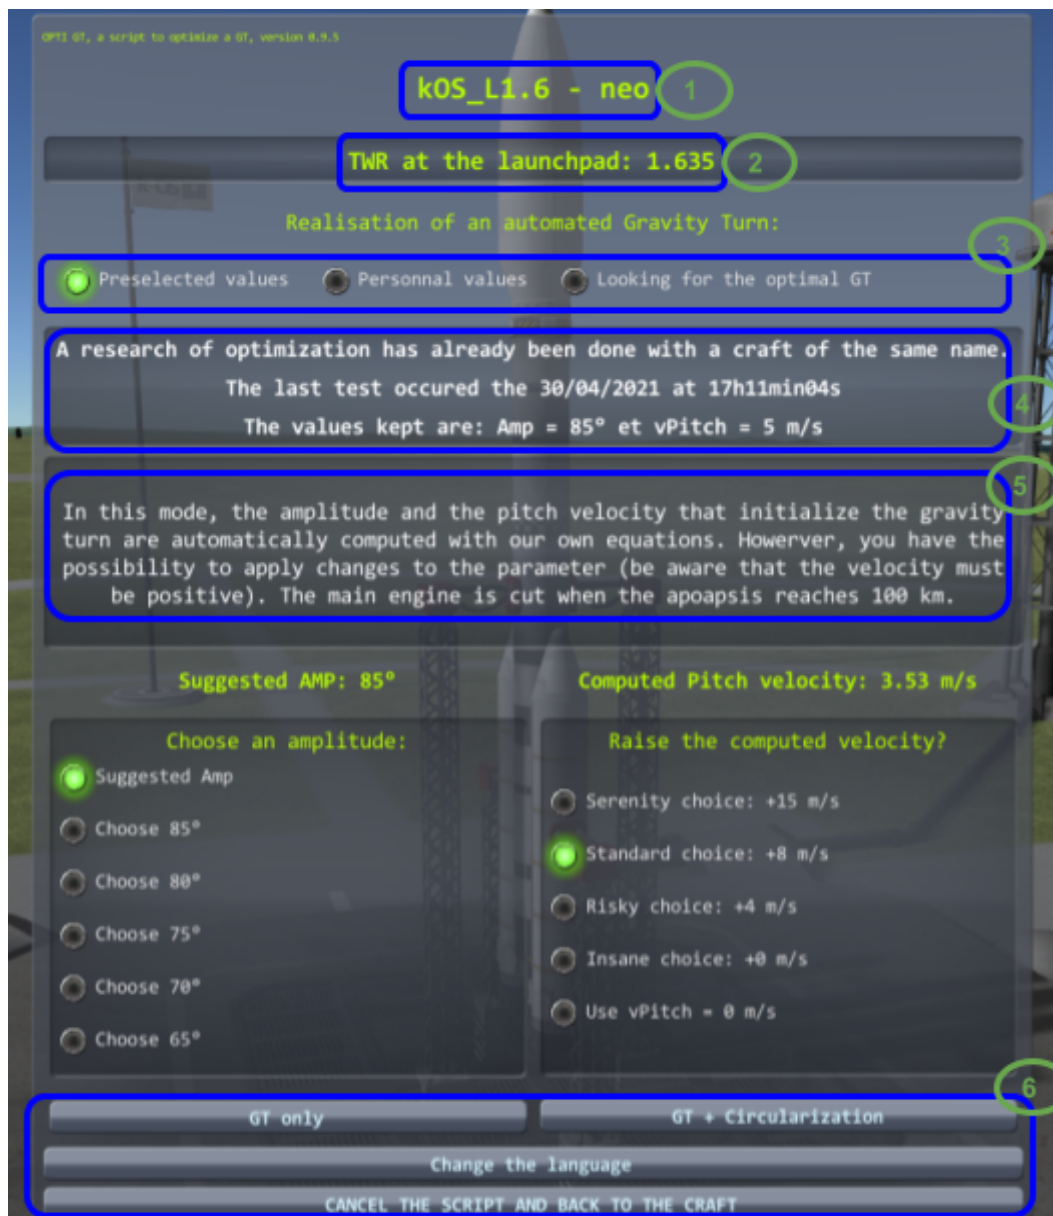 OPTI GT, a script to optimize a GT, version 0.9.5
kOS_L1.6 - neo
1
TWR at the launchpad: 1.635
2
Realisation of an automated Gravity Turn:
3
Preselected values Personnal values Looking for the optimal GT
A research of optimization has already been done with a craft of the same name.
The last test occured the 30/04/2021 at 17h11min04s
4
The values kept are: Amp = 85° et vPitch = 5 m/s
5
In this mode, the amplitude and the pitch velocity that initialize the gravity
turn are automatically computed with our own equations. Howerver, you have the
possibility to apply changes to the parameter (be aware that the velocity must
be positive). The main engine is cut when the apoapsis reaches 100 km.
Suggested AMP: 85°
Computed Pitch velocity: 3.53 m/s
Choose an amplitude:
Suggested Amp
Choose 85°
Choose 80°
Choose 75°
Choose 70°
Choose 65°
Raise the computed velocity?
Serenity choice: +15 m/s
Standard choice: +8 m/s
Risky choice: +4 m/s
Insane choice: +0 m/s
Use vPitch = 0 m/s
6
GT only
GT + Circularization
Change the language
CANCEL THE SCRIPT AND BACK TO THE CRAFT